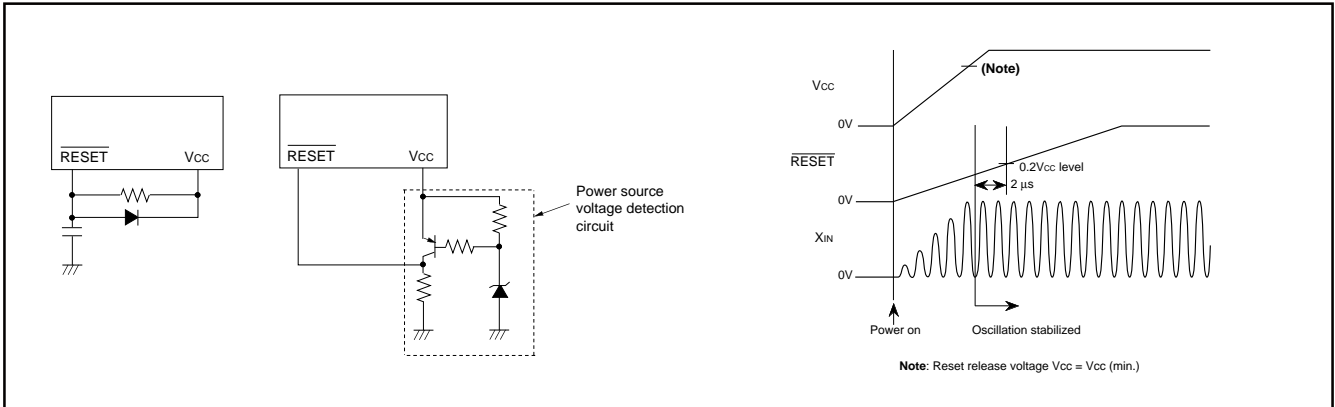 RESET
Vcc
RESET
Vcc
Power source
voltage detection
circuit
(Note)
Vcc
0V
RESET
0.2Vcc level
2 μs
0V
XIN
0V
Power on
Oscillation stabilized
Note: Reset release voltage Vcc = Vcc (min.)